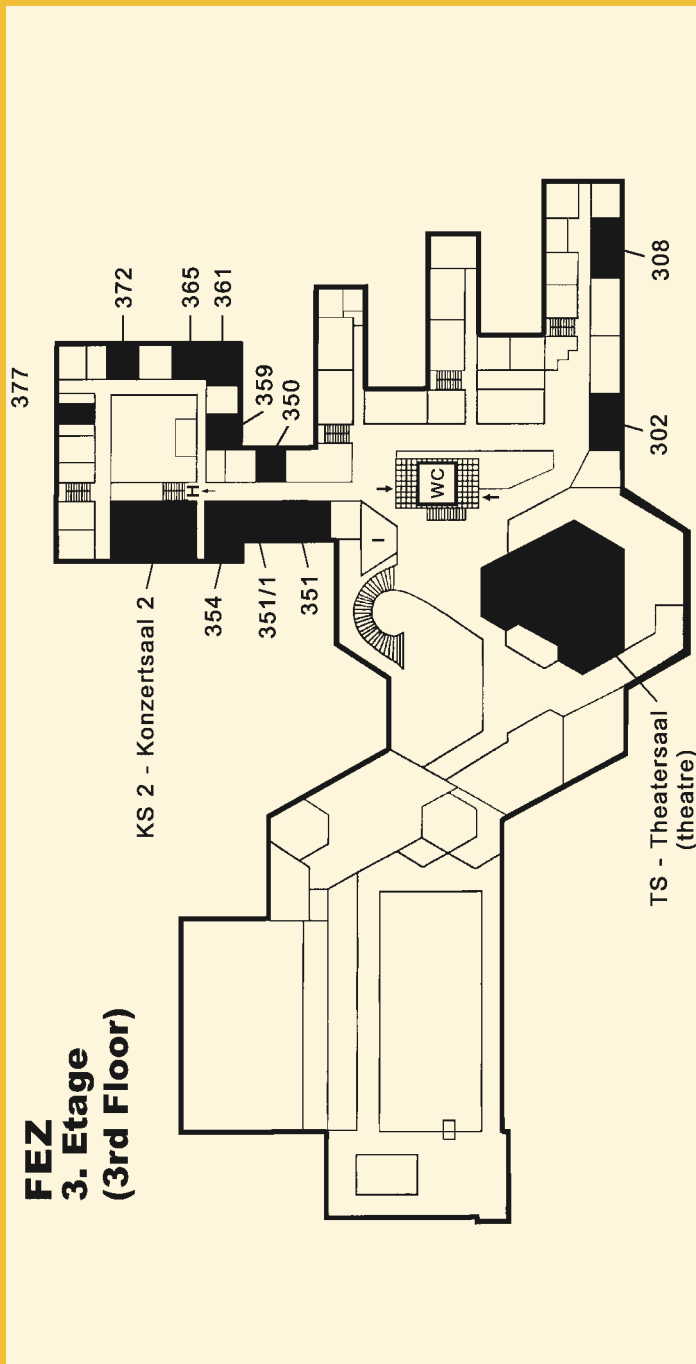 FEZ
3. Etage
(3rd Floor)
KS 2 - Konzertsaal 2
354
351/1
351
377
372
365
361
359
350
H
I
WC
TS - Theatersaal
(theatre)
302
308